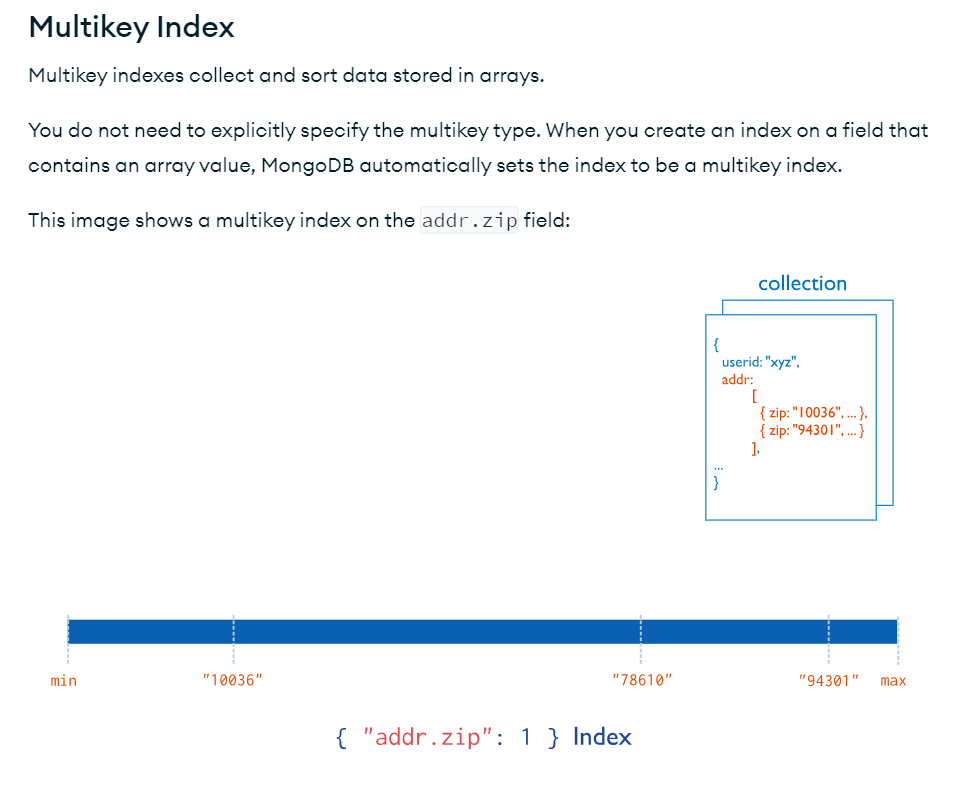 Multikey Index
Multikey indexes collect and sort data stored in arrays.
You do not need to explicitly specify the multikey type. When you create an index on a field that
contains an array value, MongoDB automatically sets the index to be a multikey index.
This image shows a multikey index on the addr.zip field:
collection
{
userid: "xyz",
addr:
[
{ zip: "10036", ... },
{ zip: "94301", ... }
],
...
}
min "10036" "78610" "94301" max
{ "addr.zip": 1 } Index